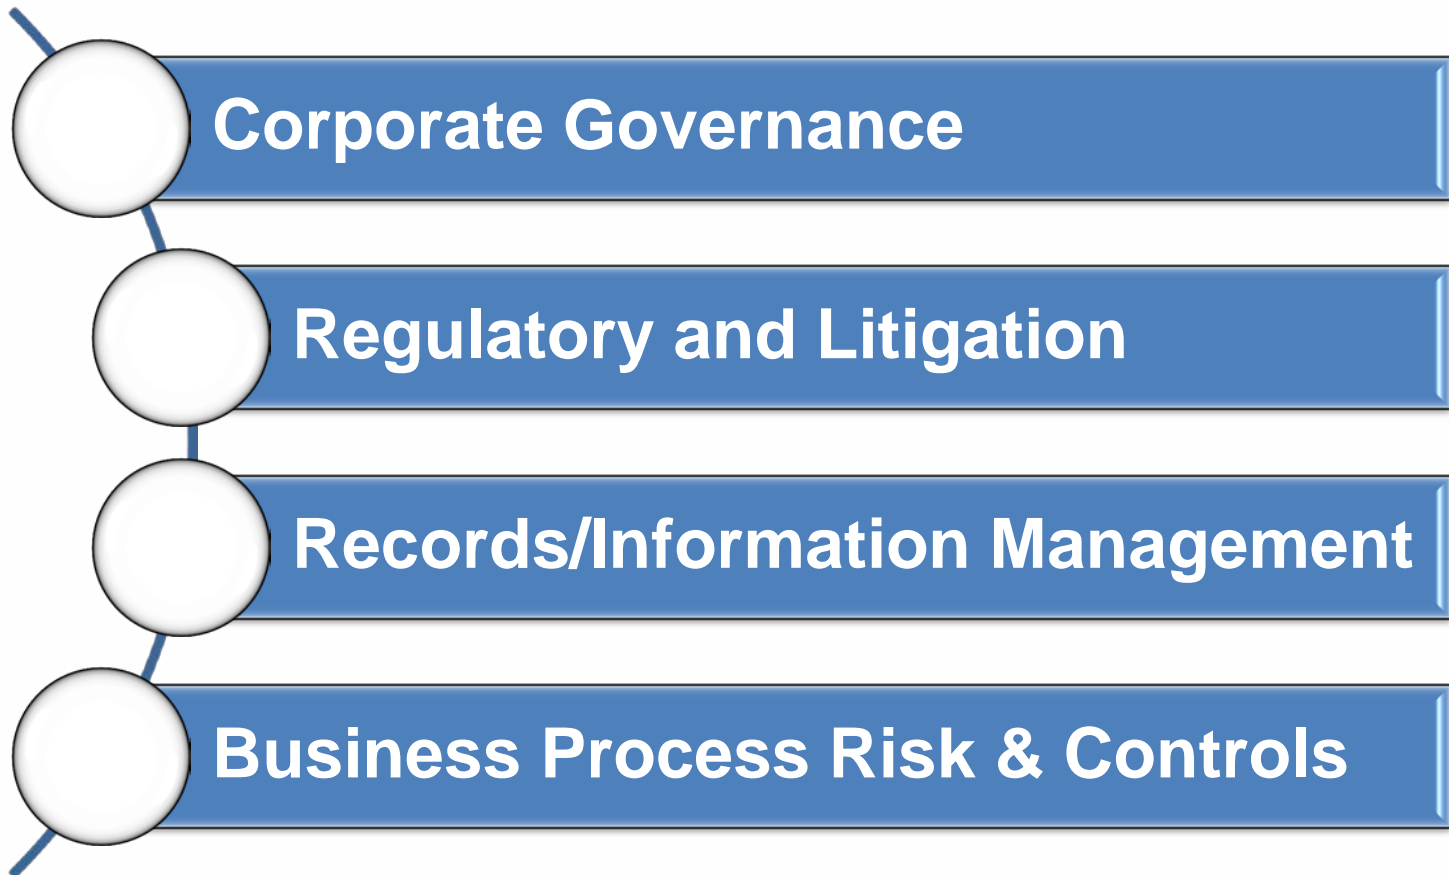 Corporate Governance
Regulatory and Litigation
Records/Information Management
Business Process Risk & Controls